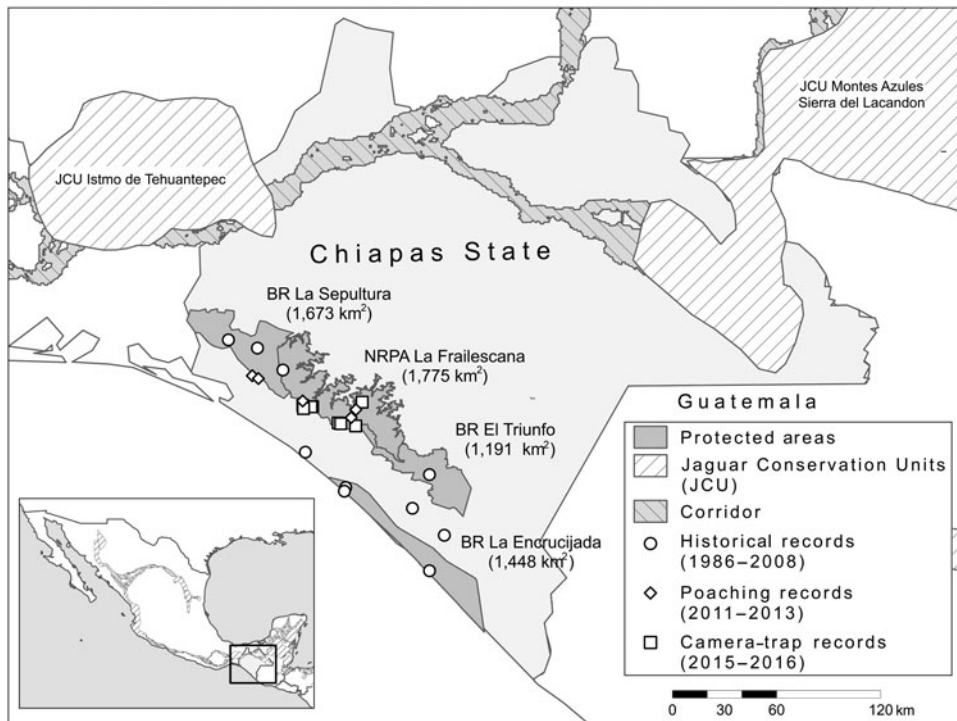 JCU Montes Azules
Sierra del Lacandon
JCU Istmo de Tehuantepec
Chiapas State
BR La Sepultura
(1,673 km²)
NRPA La Frailescana
(1,775 km²)
BR El Triunfo
(1,191 km²)
BR La Encrucijada
(1,448 km²)
Guatemala
Protected areas
Jaguar Conservation Units
(JCU)
Corridor
Historical records
(1986–2008)
Poaching records
(2011–2013)
Camera-trap records
(2015–2016)
0 30 60 120 km